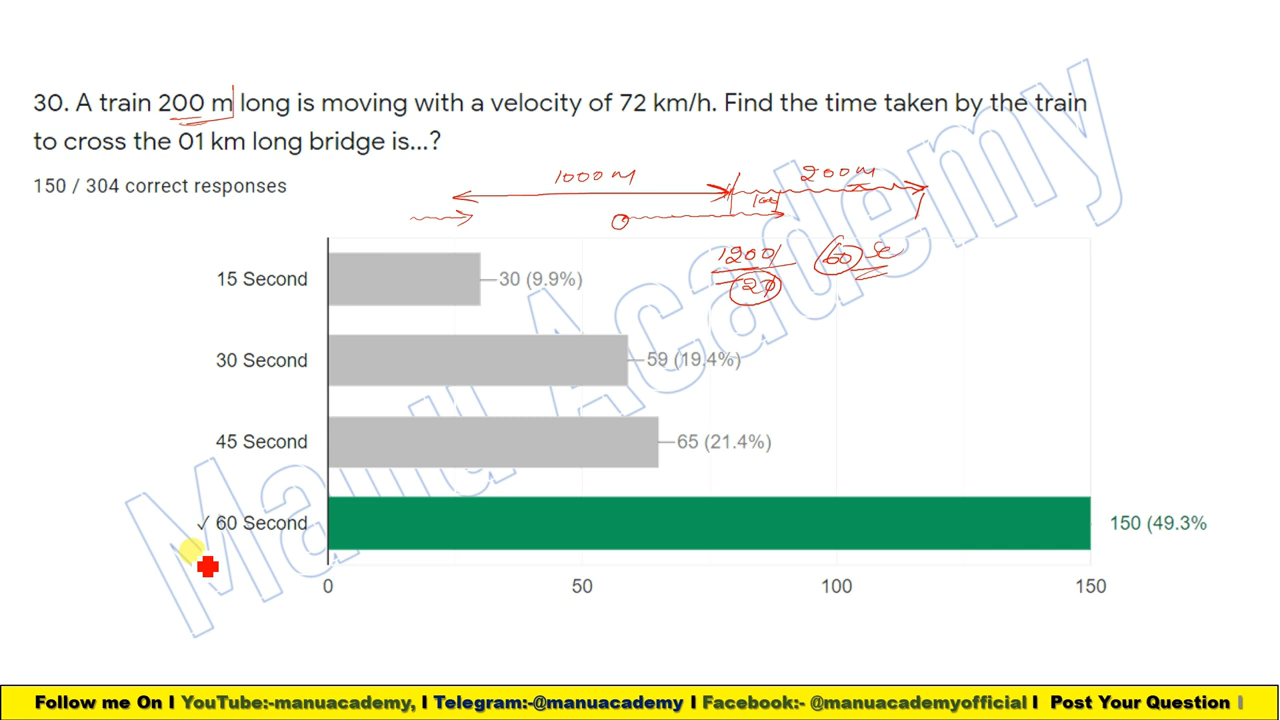 30. A train 200 m long is moving with a velocity of 72 km/h. Find the time taken by the train
to cross the 01 km long bridge is...?
150 / 304 correct responses
1000 m
200 m
1200
20
60
15 Second
30 (9.9%)
30 Second
59 (19.4%)
45 Second
65 (21.4%)
✓ 60 Second
150 (49.3%
0
50
100
150
Manu Academy
Follow me On I YouTube:-manuacademy, I Telegram:-@manuacademy I Facebook:- @manuacademyofficial I Post Your Question I